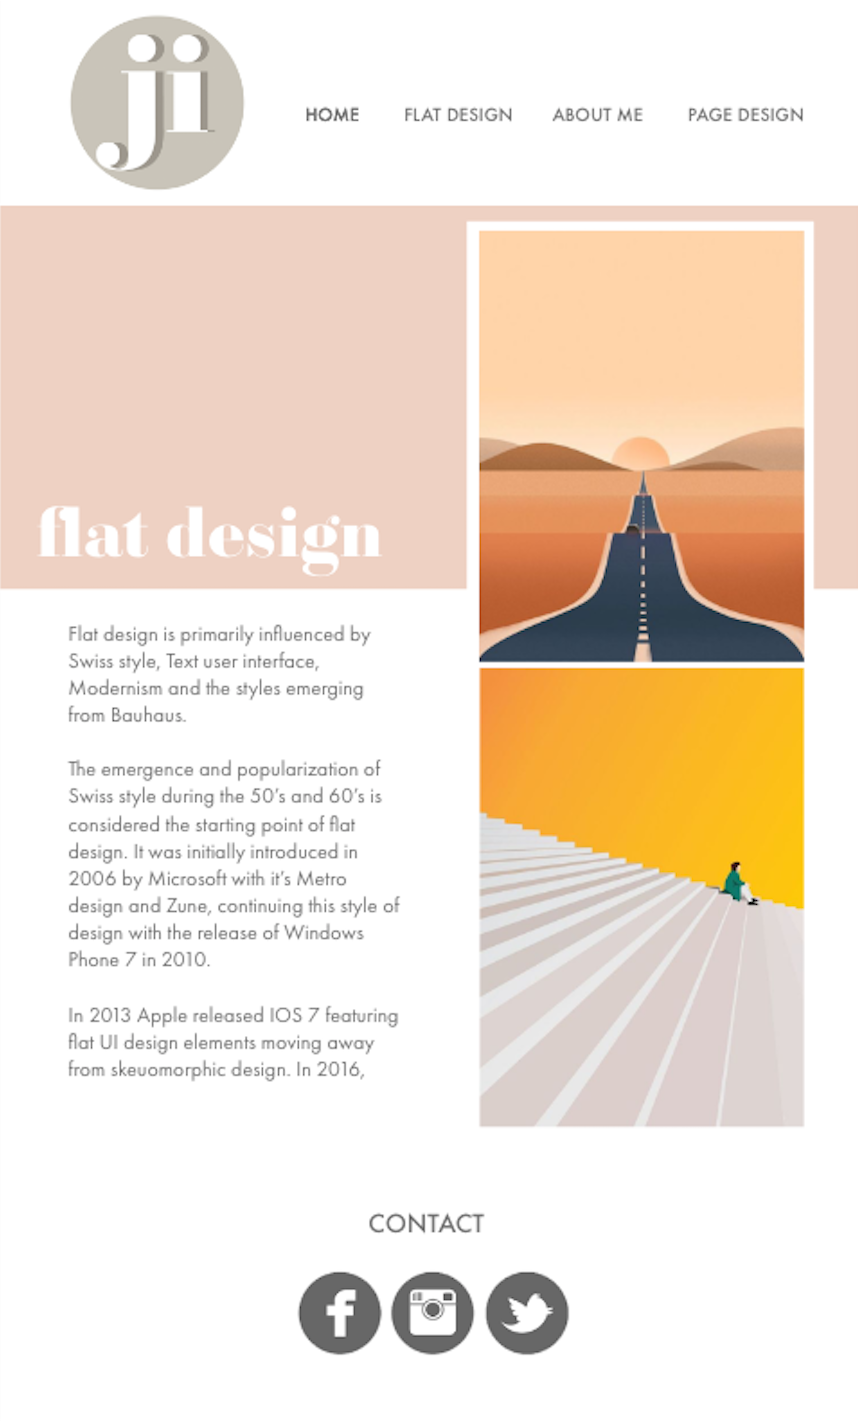 ji
HOME FLAT DESIGN ABOUT ME PAGE DESIGN
flat design
Flat design is primarily influenced by
Swiss style, Text user interface,
Modernism and the styles emerging
from Bauhaus.
The emergence and popularization of
Swiss style during the 50's and 60's is
considered the starting point of flat
design. It was initially introduced in
2006 by Microsoft with it's Metro
design and Zune, continuing this style of
design with the release of Windows
Phone 7 in 2010.
In 2013 Apple released IOS 7 featuring
flat UI design elements moving away
from skeuomorphic design. In 2016,
CONTACT
f